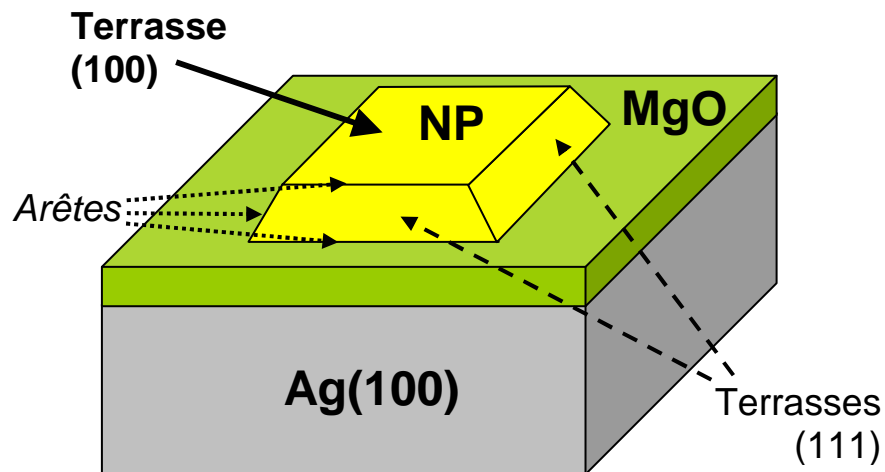 Terrasse
(100)
NP
MgO
Arêtes
Ag(100)
Terrasses
(111)